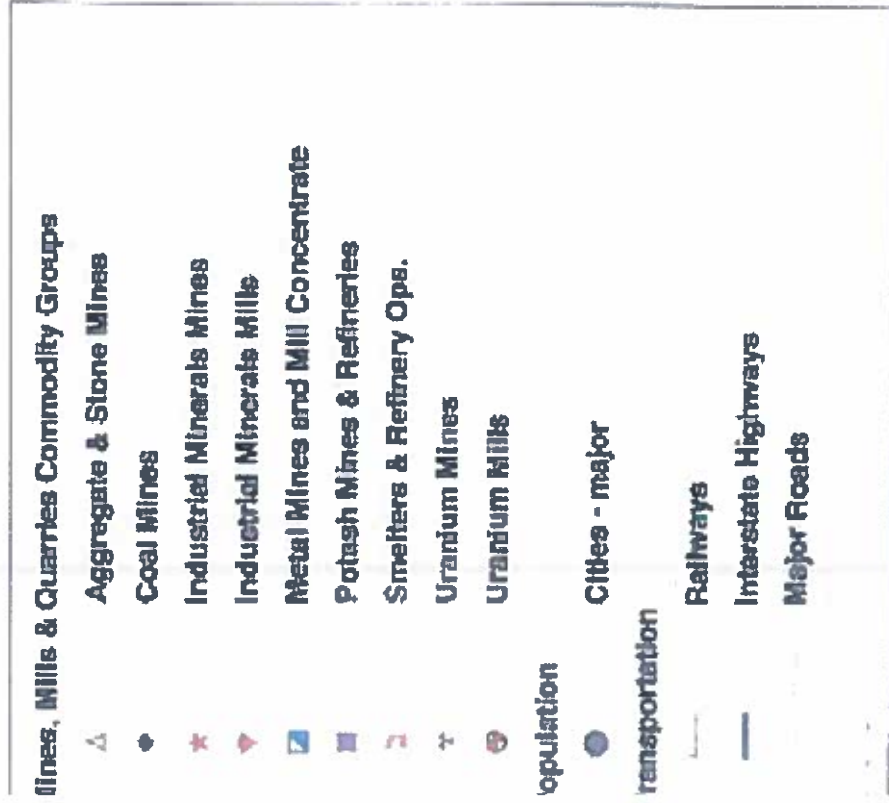 lines, Mills & Quarries Commodity Groups
Aggregate & Stone Mines
Coal Mines
Industrial Minerals Mines
Industrial Minerals Mills
Metal Mines and Mill Concentrate
Potash Mines & Refineries
Smelters & Refinery Ops.
Uranium Mines
Uranium Mills
opulation
Cities - major
ransportation
Railways
Interstate Highways
Major Roads